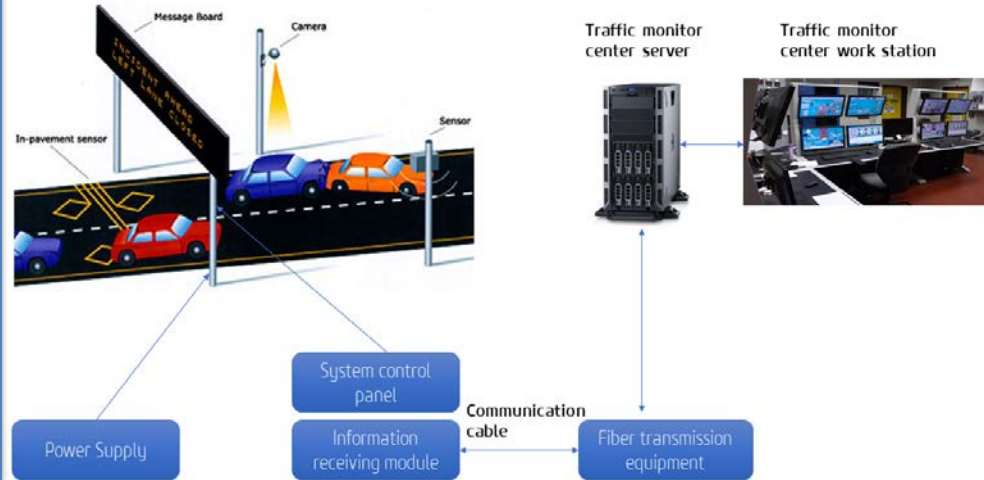 Message Board
Camera
INCIDENT AHEAD
LEFT LANE CLOSED
In-pavement sensor
Sensor
Traffic monitor
center server
Traffic monitor
center work station
System control
panel
Power Supply
Information
receiving module
Communication
cable
Fiber transmission
equipment